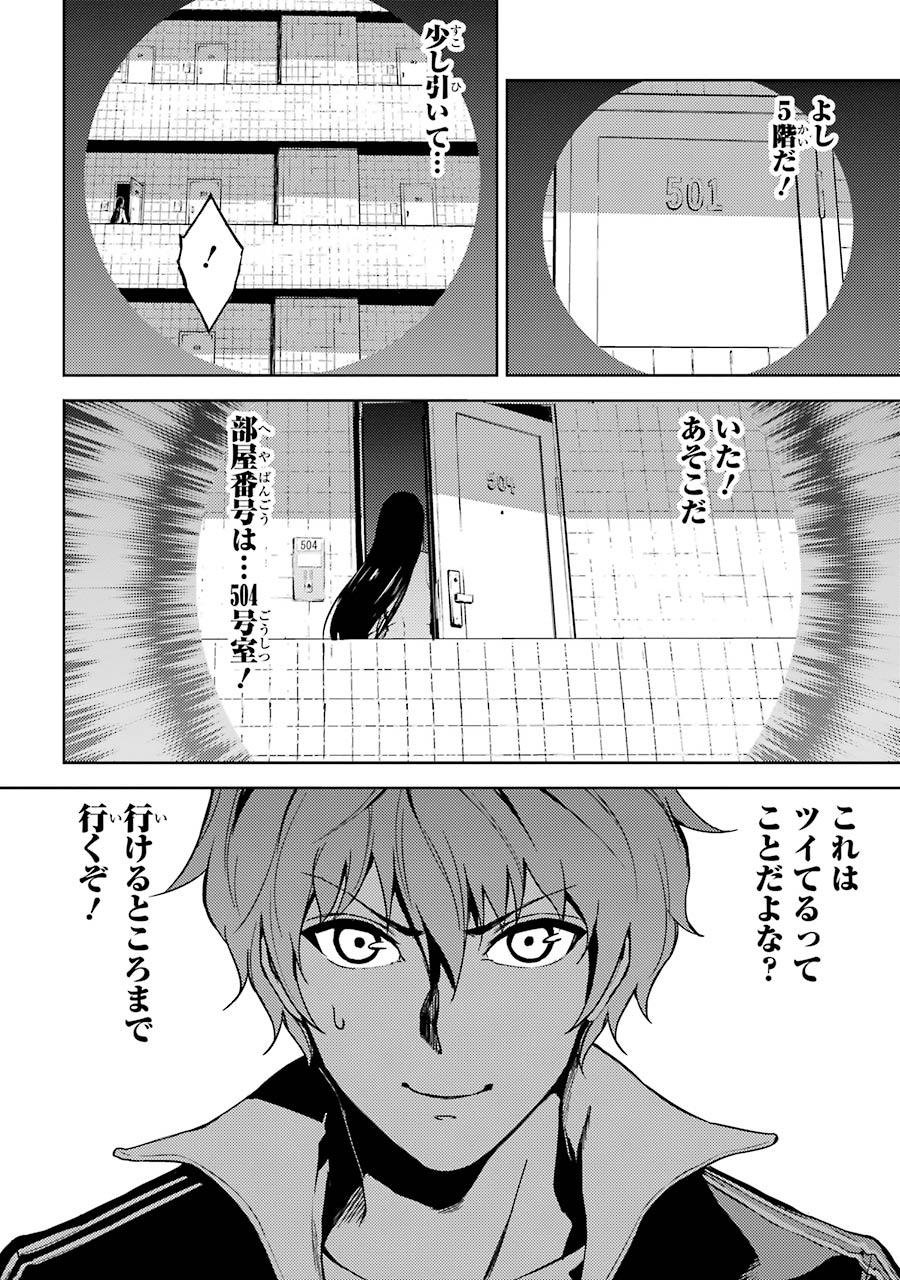 よし
5階だ!
501
少し引いて…
!
いた!
あそこだ
504
504
部屋番号は…504号室!
これは
ツイてるって
ことだよな?
行けるところまで
行くぞ!